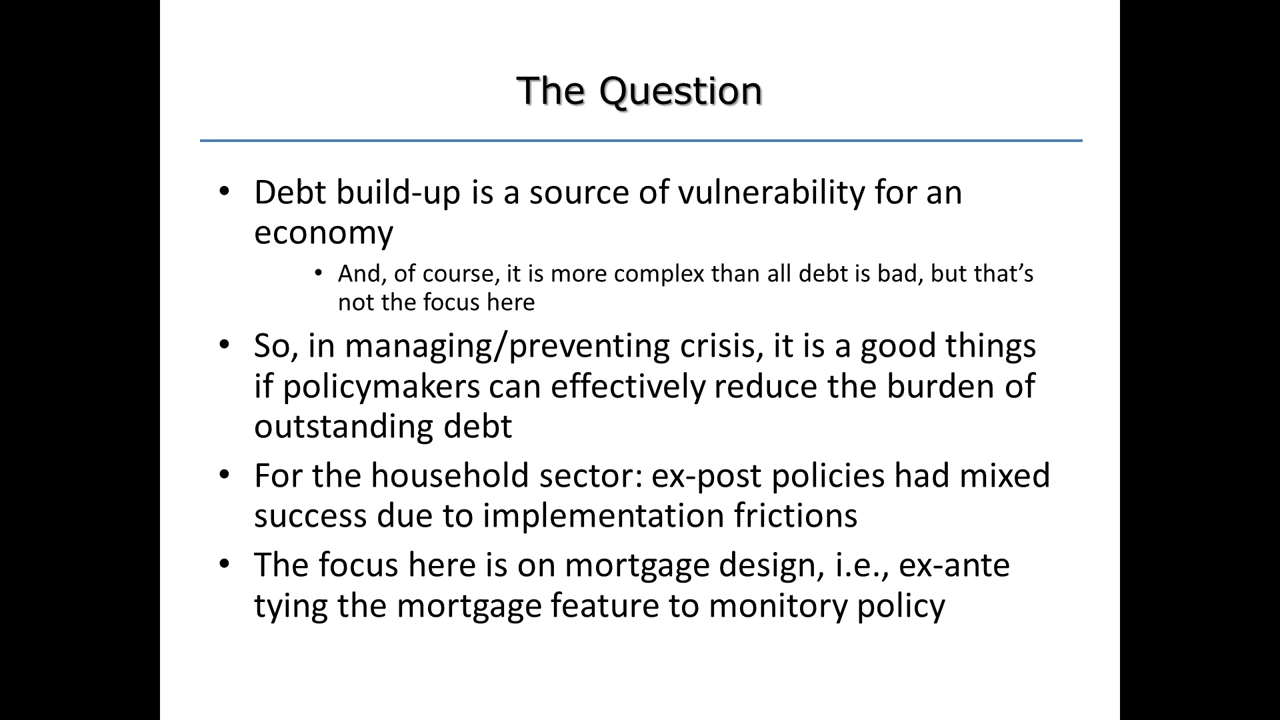 The Question
• Debt build-up is a source of vulnerability for an
economy
• And, of course, it is more complex than all debt is bad, but that’s
not the focus here
• So, in managing/preventing crisis, it is a good things
if policymakers can effectively reduce the burden of
outstanding debt
• For the household sector: ex-post policies had mixed
success due to implementation frictions
• The focus here is on mortgage design, i.e., ex-ante
tying the mortgage feature to monitory policy